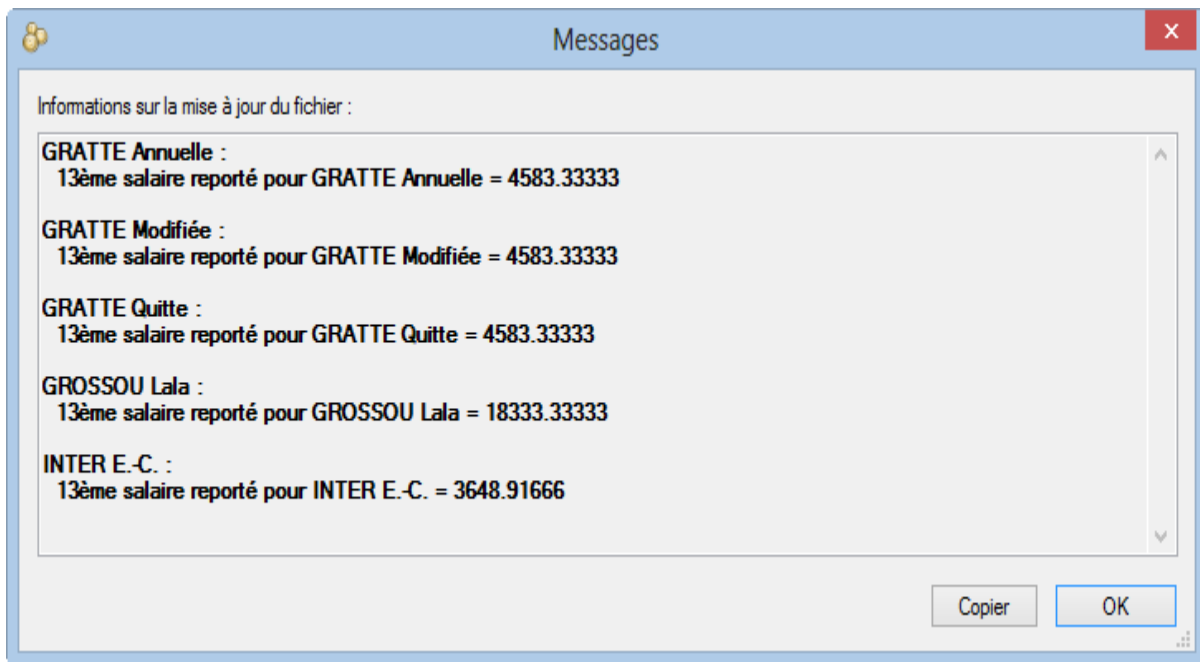 Messages
Informations sur la mise à jour du fichier :
GRATTE Annuelle :
13ème salaire reporté pour GRATTE Annuelle = 4583.33333
GRATTE Modifiée :
13ème salaire reporté pour GRATTE Modifiée = 4583.33333
GRATTE Quitte :
13ème salaire reporté pour GRATTE Quitte = 4583.33333
GROSSOU Lala :
13ème salaire reporté pour GROSSOU Lala = 18333.33333
INTER E.-C. :
13ème salaire reporté pour INTER E.-C. = 3648.91666
Copier OK